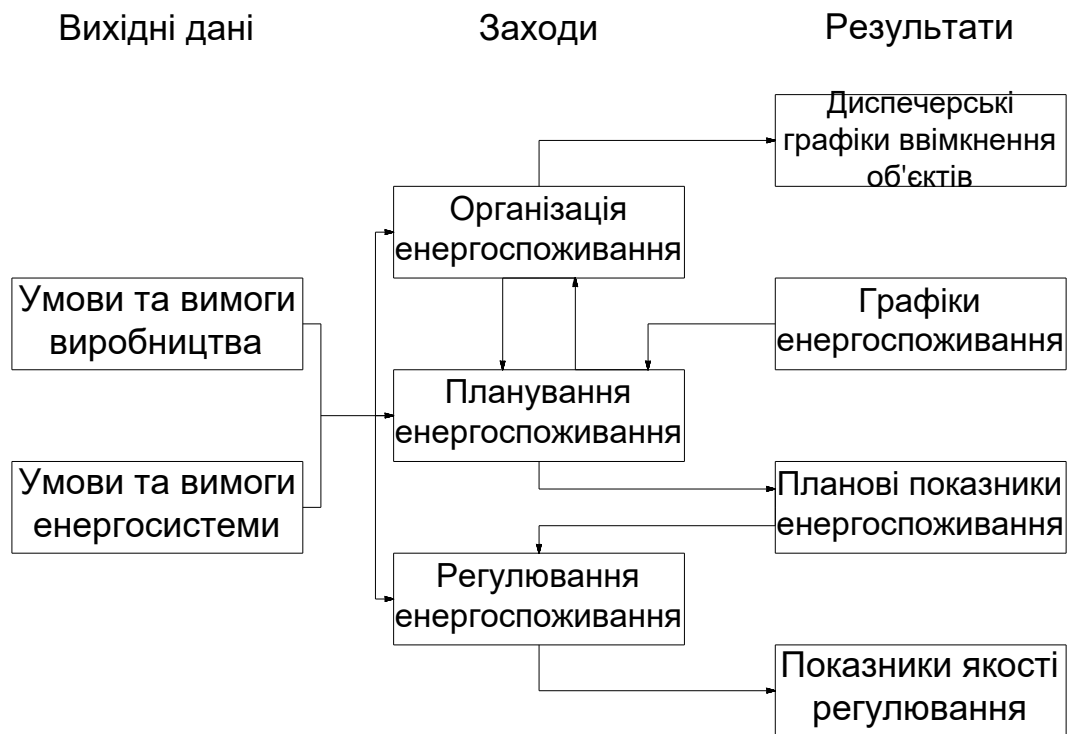 Вихідні дані
Заходи
Результати
Диспечерські
графіки ввімкнення
об'єктів
Організація
енергоспоживання
Умови та вимоги
виробництва
Графіки
енергоспоживання
Планування
енергоспоживання
Умови та вимоги
енергосистеми
Планові показники
енергоспоживання
Регулювання
енергоспоживання
Показники якості
регулювання